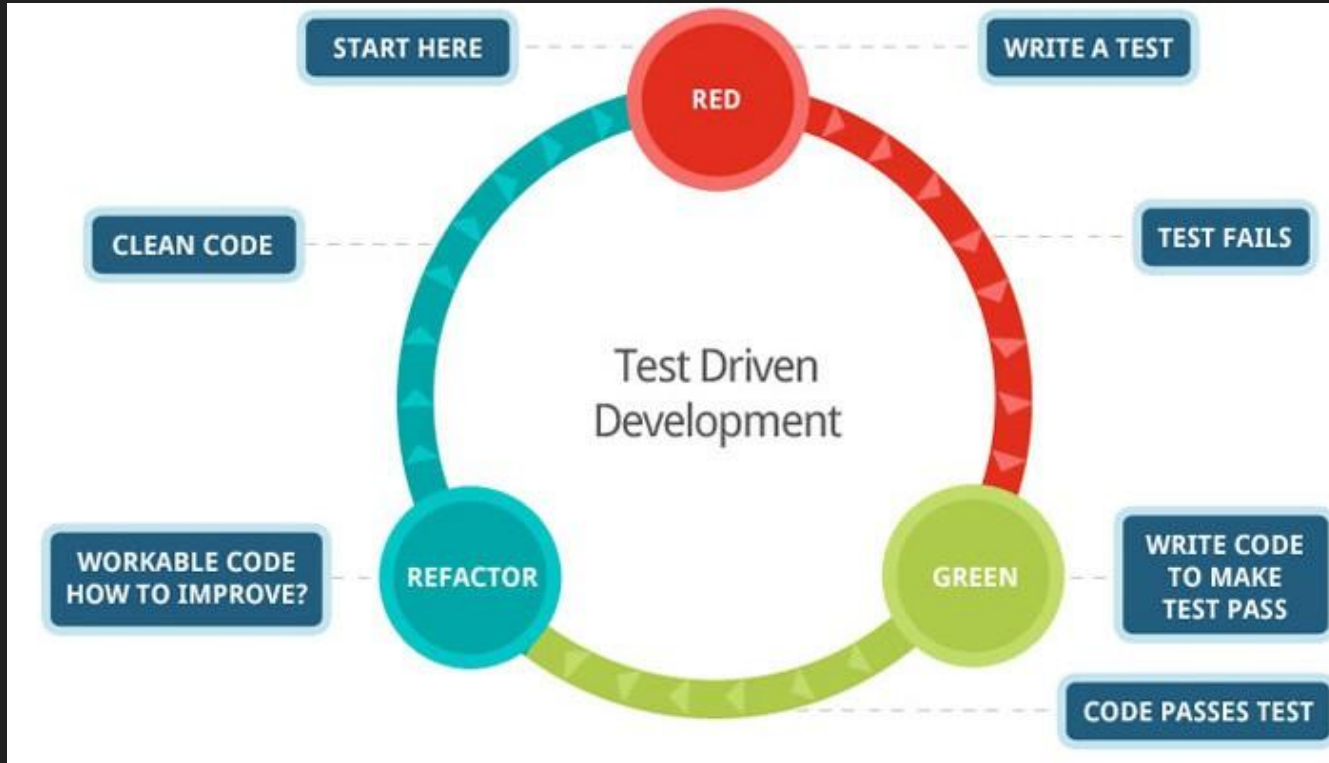 START HERE
RED
WRITE A TEST
CLEAN CODE
TEST FAILS
Test Driven
Development
WORKABLE CODE
HOW TO IMPROVE?
REFACTOR
GREEN
WRITE CODE
TO MAKE
TEST PASS
CODE PASSES TEST